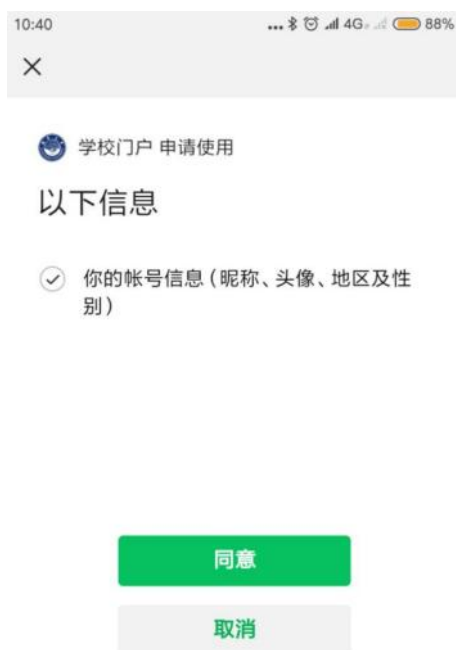 10:40 ... 4G 88%
学校门户 申请使用
以下信息
你的帐号信息(昵称、头像、地区及性
别)
同意
取消